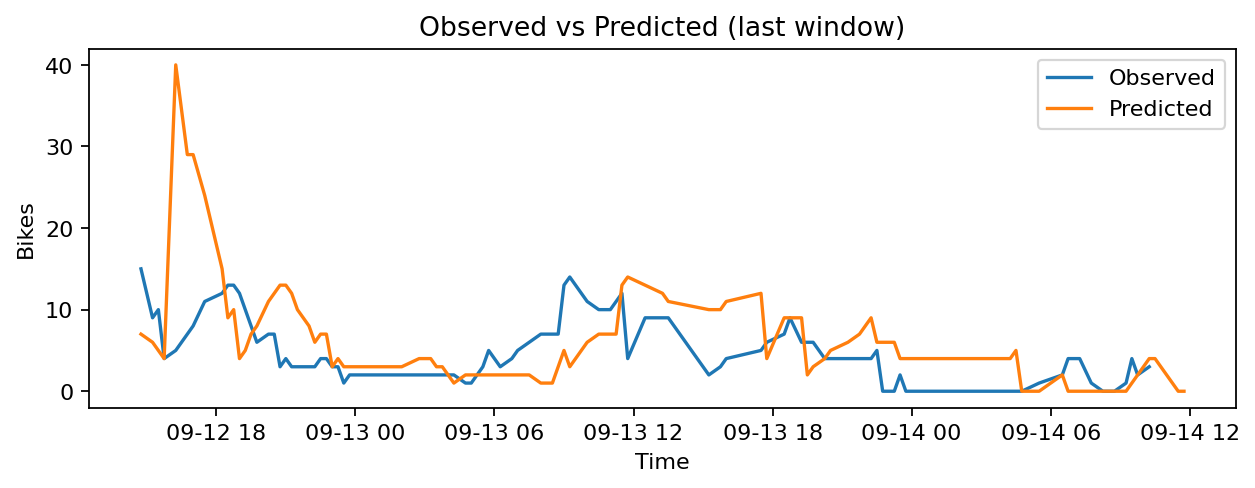 Observed vs Predicted (last window)
Observed
Predicted
40
30
20
10
0
Bikes
09-12 18
09-13 00
09-13 06
09-13 12
09-13 18
09-14 00
09-14 06
09-14 12
Time